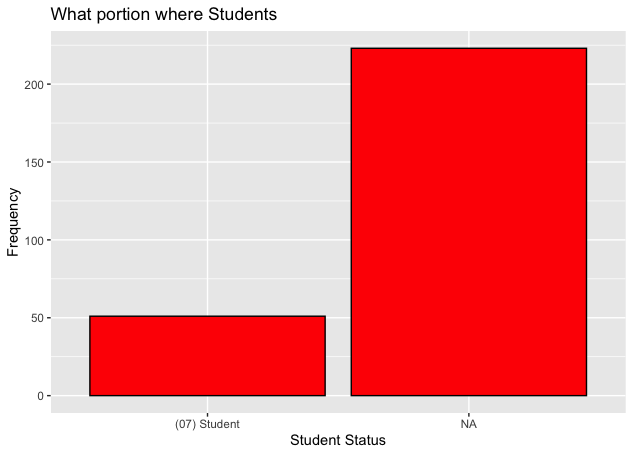 What portion where Students
200
150
100
50
0
Frequency
(07) Student
NA
Student Status